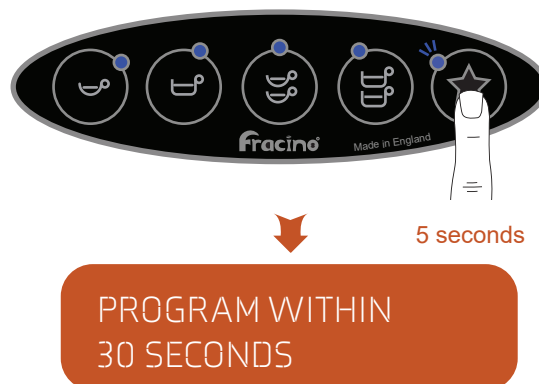 Fracino
Made in England
5 seconds
PROGRAM WITHIN
30 SECONDS